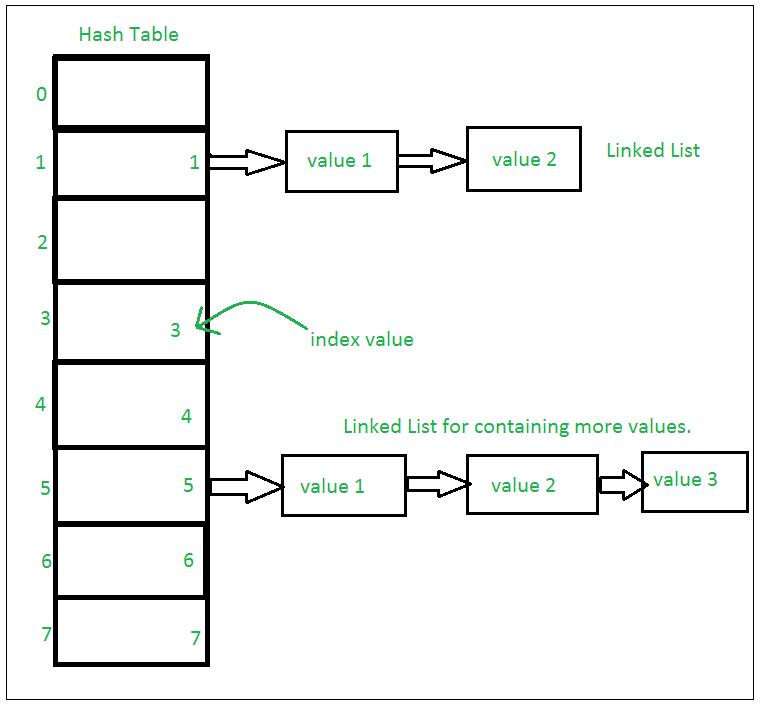 Hash Table
0
1
1
value 1
value 2
Linked List
2
3
3
index value
4
4
Linked List for containing more values.
5
5
value 1
value 2
value 3
6
6
7
7